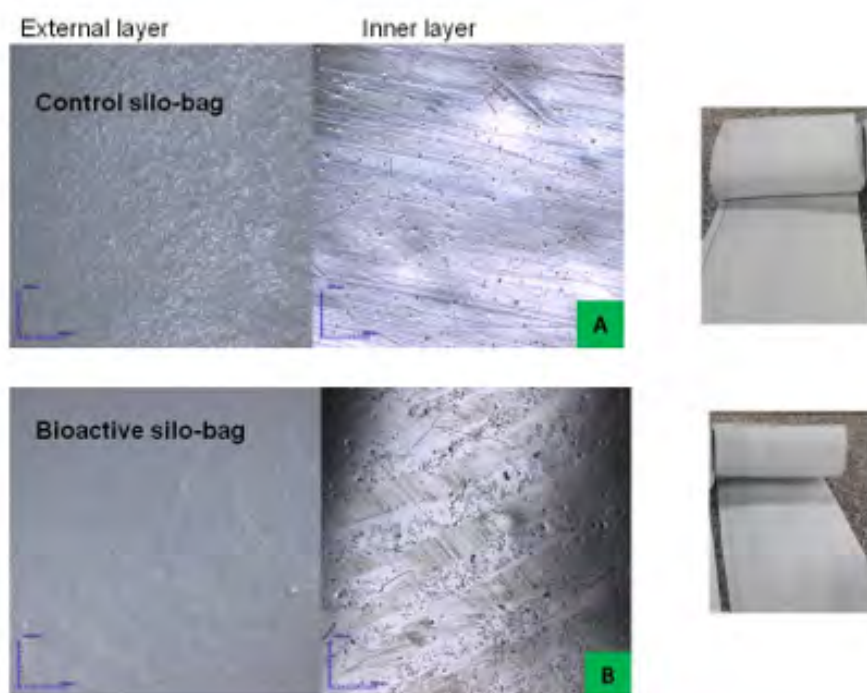 External layer Inner layer
Control silo-bag
A
Bioactive silo-bag
B